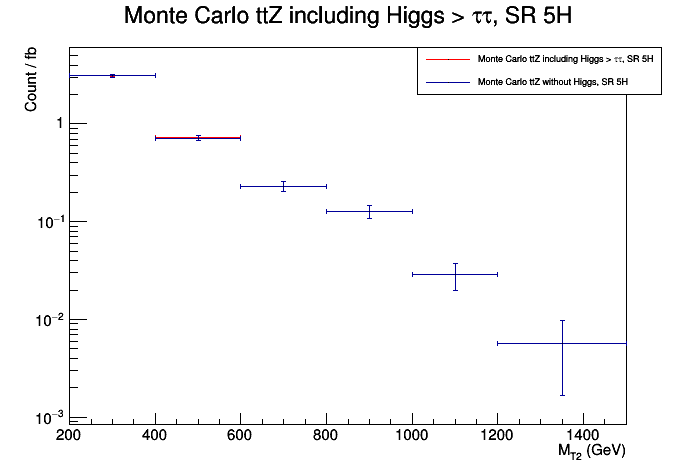 Monte Carlo ttZ including Higgs > ττ, SR 5H
Count / fb
Monte Carlo ttZ including Higgs > ττ, SR 5H
Monte Carlo ttZ without Higgs, SR 5H
1
10⁻¹
10⁻²
10⁻³
200 400 600 800 1000 1200 1400
M_T2 (GeV)